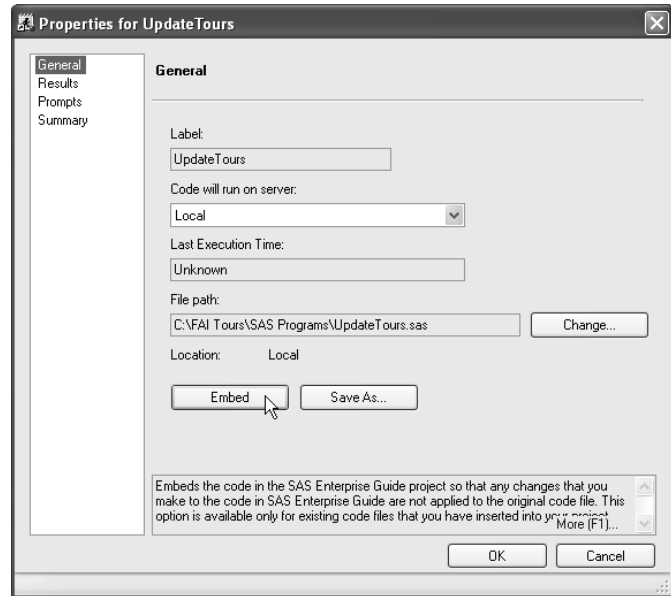 Properties for UpdateTours
General
Results
Prompts
Summary
General
Label:
UpdateTours
Code will run on server:
Local
Last Execution Time:
Unknown
File path:
C:\FAI Tours\SAS Programs\UpdateTours.sas
Change...
Location: Local
Embed
Save As...
Embeds the code in the SAS Enterprise Guide project so that any changes that you
make to the code in SAS Enterprise Guide are not applied to the original code file. This
option is available only for existing code files that you have inserted into your project
More (F1)...
OK
Cancel